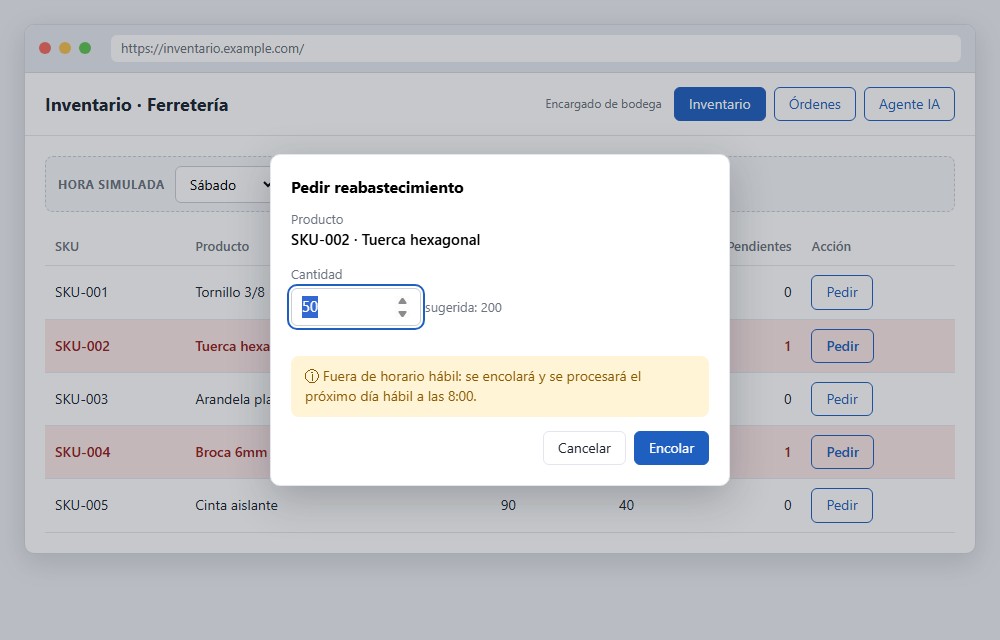 https://inventario.example.com/
Inventario · Ferretería
Encargado de bodega
Inventario
Órdenes
Agente IA
HORA SIMULADA
Sábado
Pedir reabastecimiento
Producto
SKU-002 · Tuerca hexagonal
Cantidad
50
sugerida: 200
ⓘ Fuera de horario hábil: se encolará y se procesará el
próximo día hábil a las 8:00.
Cancelar
Encolar
SKU Producto Pendientes Acción
SKU-001 Tornillo 3/8 0 Pedir
SKU-002 Tuerca hexa 1 Pedir
SKU-003 Arandela pla 0 Pedir
SKU-004 Broca 6mm 1 Pedir
SKU-005 Cinta aislante 90 40 0 Pedir